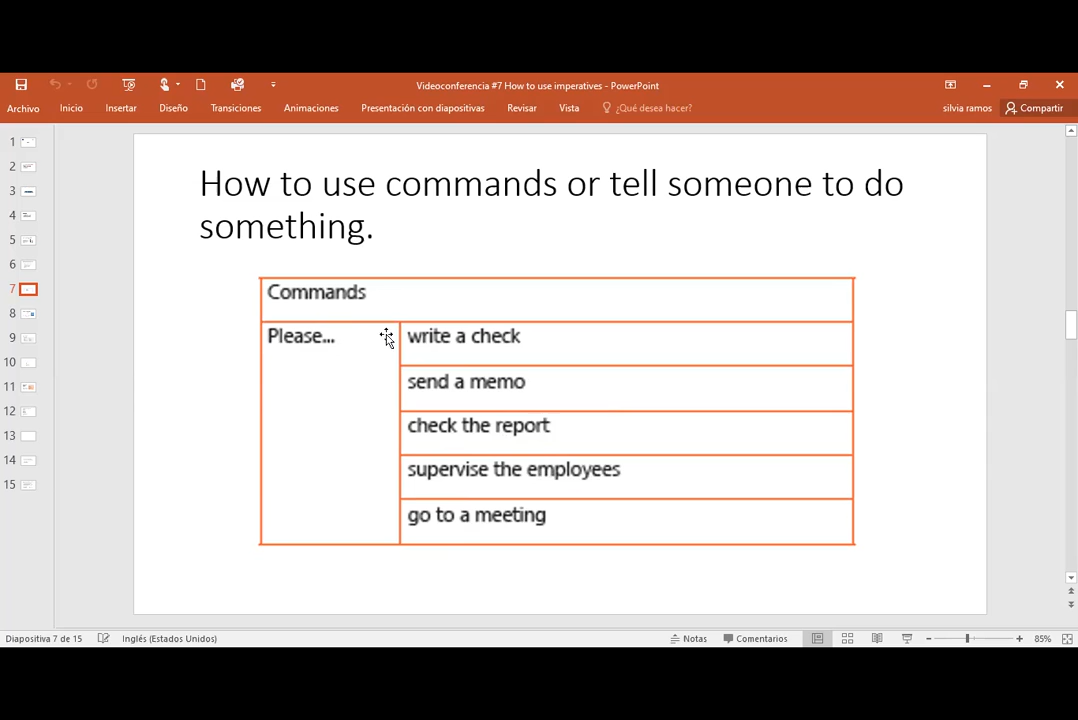 Videoconferencia #7 How to use imperatives - PowerPoint
Archivo Inicio Insertar Diseño Transiciones Animaciones Presentación con diapositivas Revisar Vista ¿Qué desea hacer? silvia ramos Compartir
1
2
3
4
5
6
7
8
9
10
11
12
13
14
15
How to use commands or tell someone to do
something.
Commands
Please... write a check
send a memo
check the report
supervise the employees
go to a meeting
Diapositiva 7 de 15 Inglés (Estados Unidos) Notas Comentarios 85%